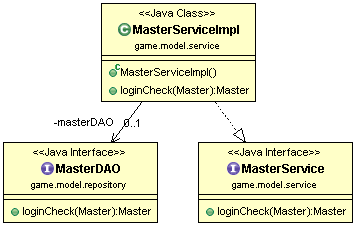 <<Java Class>>
C MasterServiceImpl
game.model.service
C MasterServiceImpl()
loginCheck(Master):Master
-masterDAO 0..1
<<Java Interface>>
I MasterDAO
game.model.repository
loginCheck(Master):Master
<<Java Interface>>
I MasterService
game.model.service
loginCheck(Master):Master